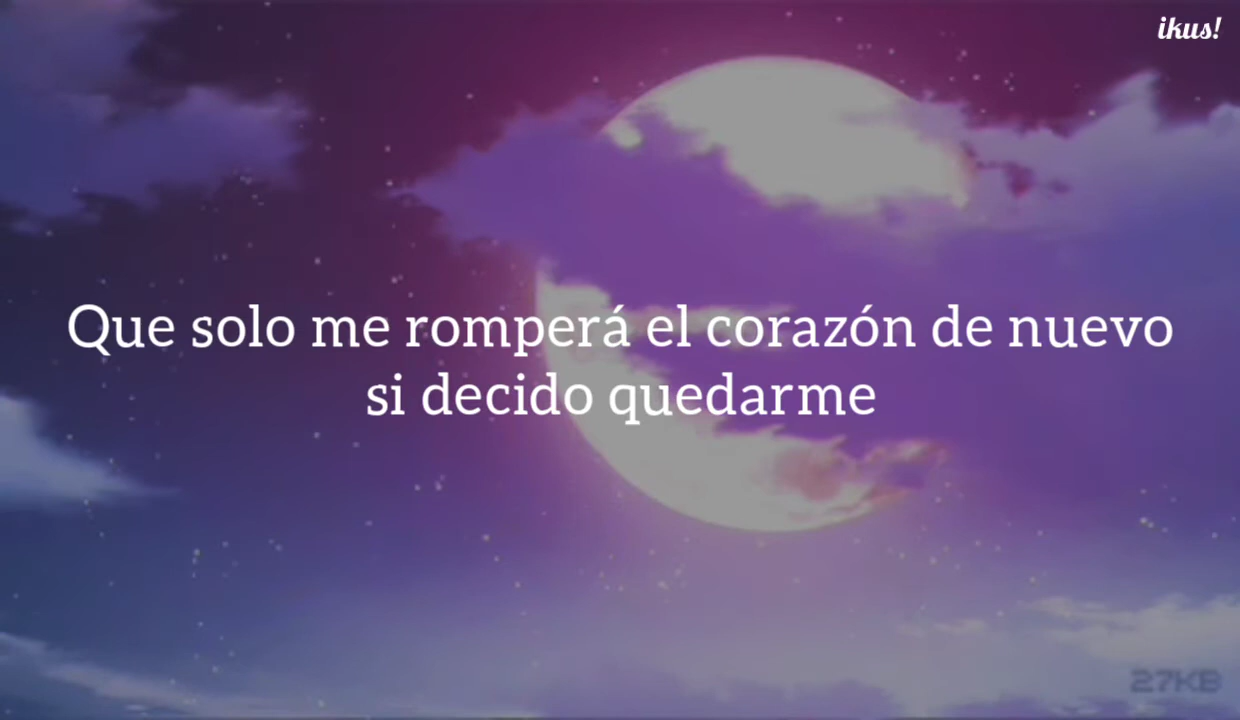 ikus!
Que solo me romperá el corazón de nuevo
si decido quedarme
27KB